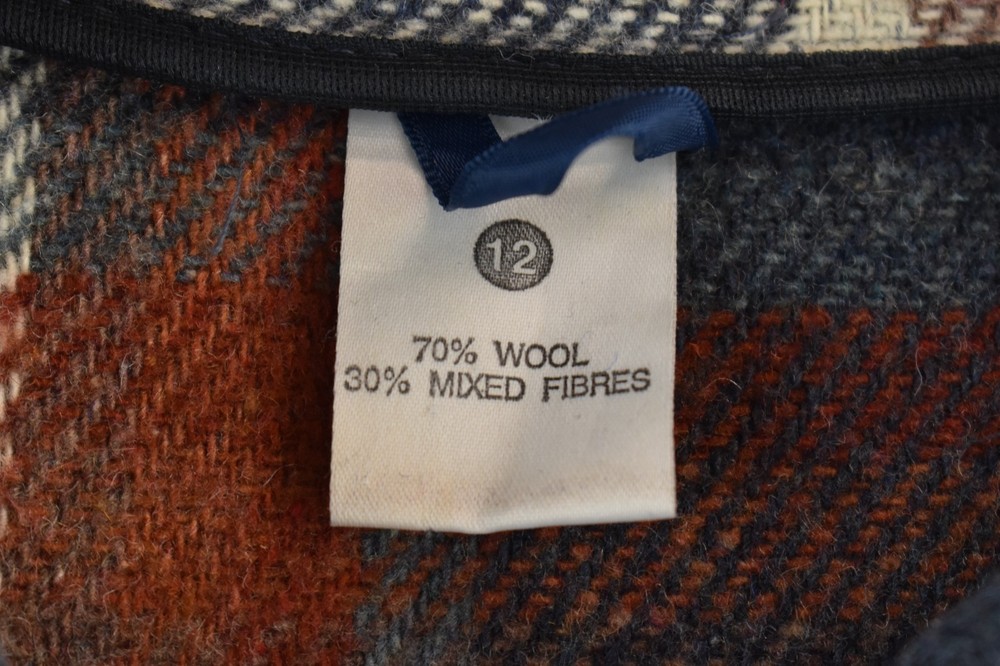 12
70% WOOL
30% MIXED FIBRES